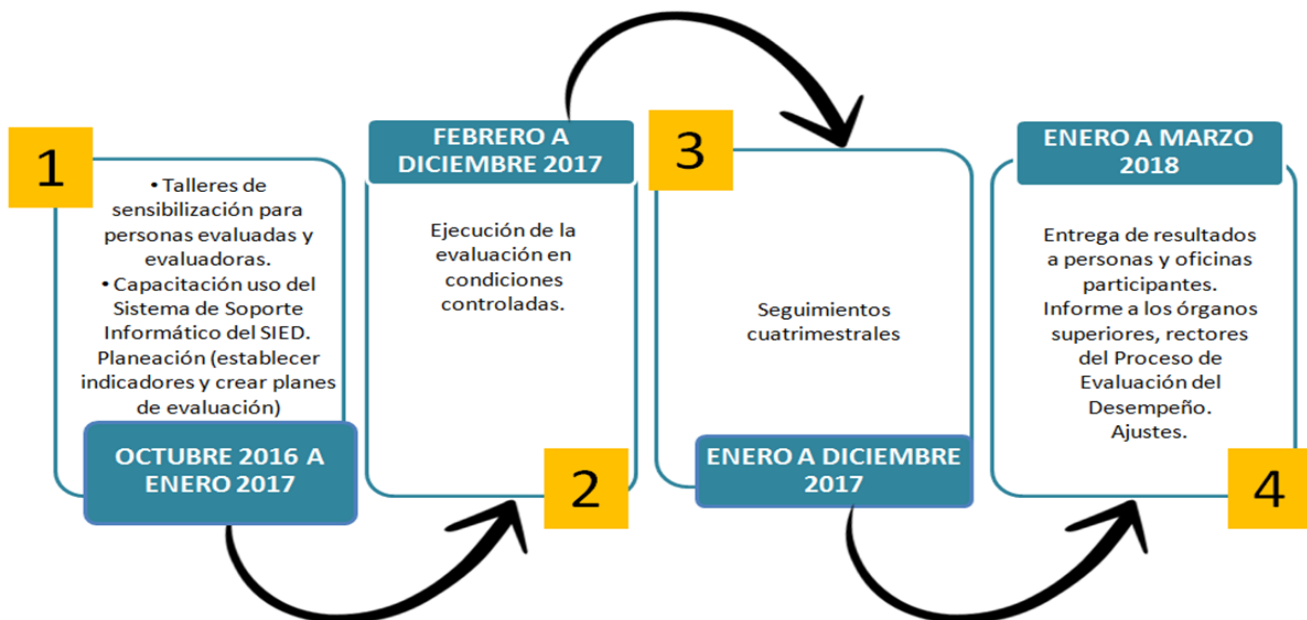 1
• Talleres de
sensibilización para
personas evaluadas y
evaluadoras.
• Capacitación uso del
Sistema de Soporte
Informático del SIED.
Planeación (establecer
indicadores y crear planes
de evaluación)
OCTUBRE 2016 A
ENERO 2017
FEBRERO A
DICIEMBRE 2017
Ejecución de la
evaluación en
condiciones
controladas.
2
3
Seguimientos
cuatrimestrales
ENERO A DICIEMBRE
2017
ENERO A MARZO
2018
Entrega de resultados
a personas y oficinas
participantes.
Informe a los órganos
superiores, rectores
del Proceso de
Evaluación del
Desempeño.
Ajustes.
4